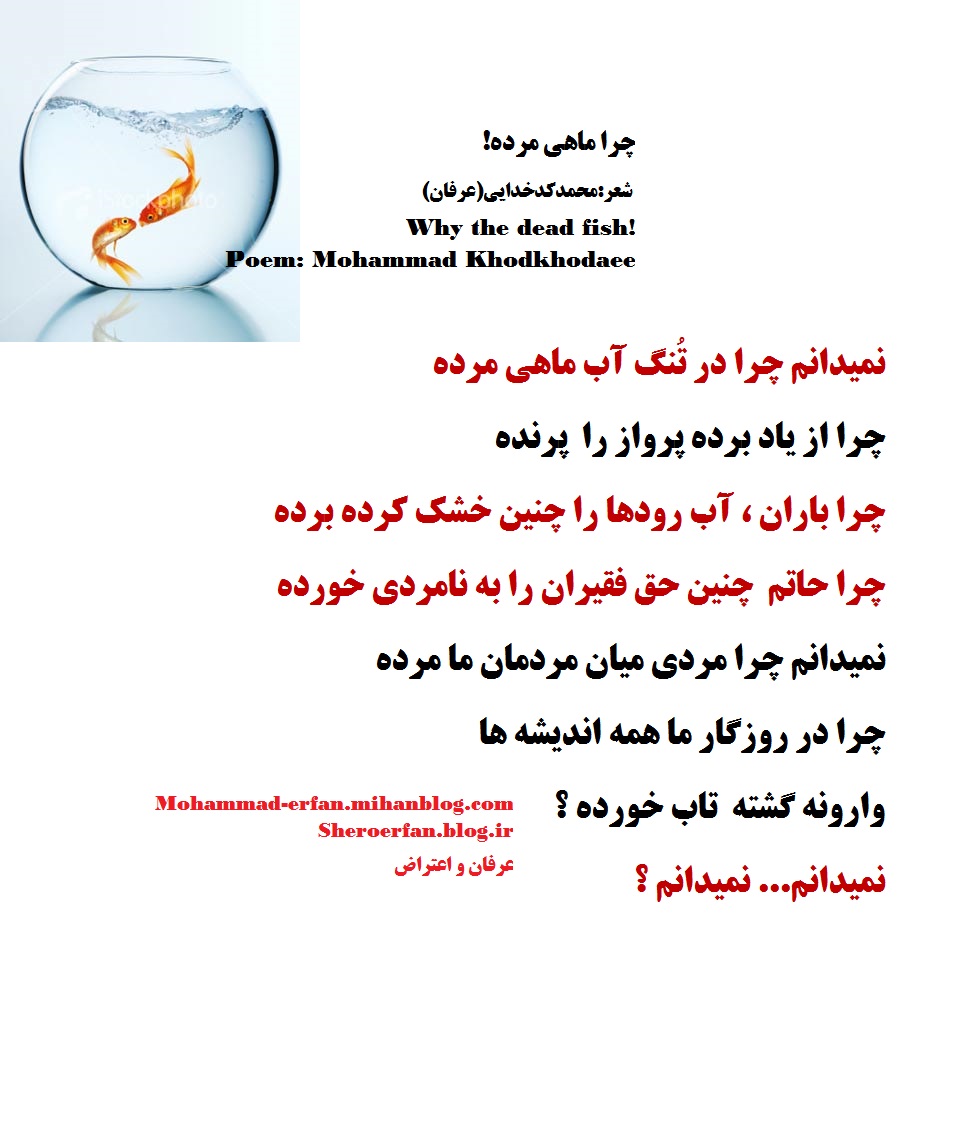 چرا ماهی مرده!
شعر:محمدکدخدایی(عرفان)
Why the dead fish!
Poem: Mohammad Khodkhodaee
iStockphoto
نمیدانم چرا در تُنگ آب ماهی مرده
چرا از یاد برده پرواز را پرنده
چرا باران ، آب رودها را چنین خشک کرده برده
چرا حاتم چنین حق فقیران را به نامردی خورده
نمیدانم چرا مردی میان مردمان ما مرده
چرا در روزگار ما همه اندیشه ها
وارونه گشته تاب خورده ؟
نمیدانم... نمیدانم ؟
Mohammad-erfan.mihanblog.com
Sheroerfan.blog.ir
عرفان و اعتراض